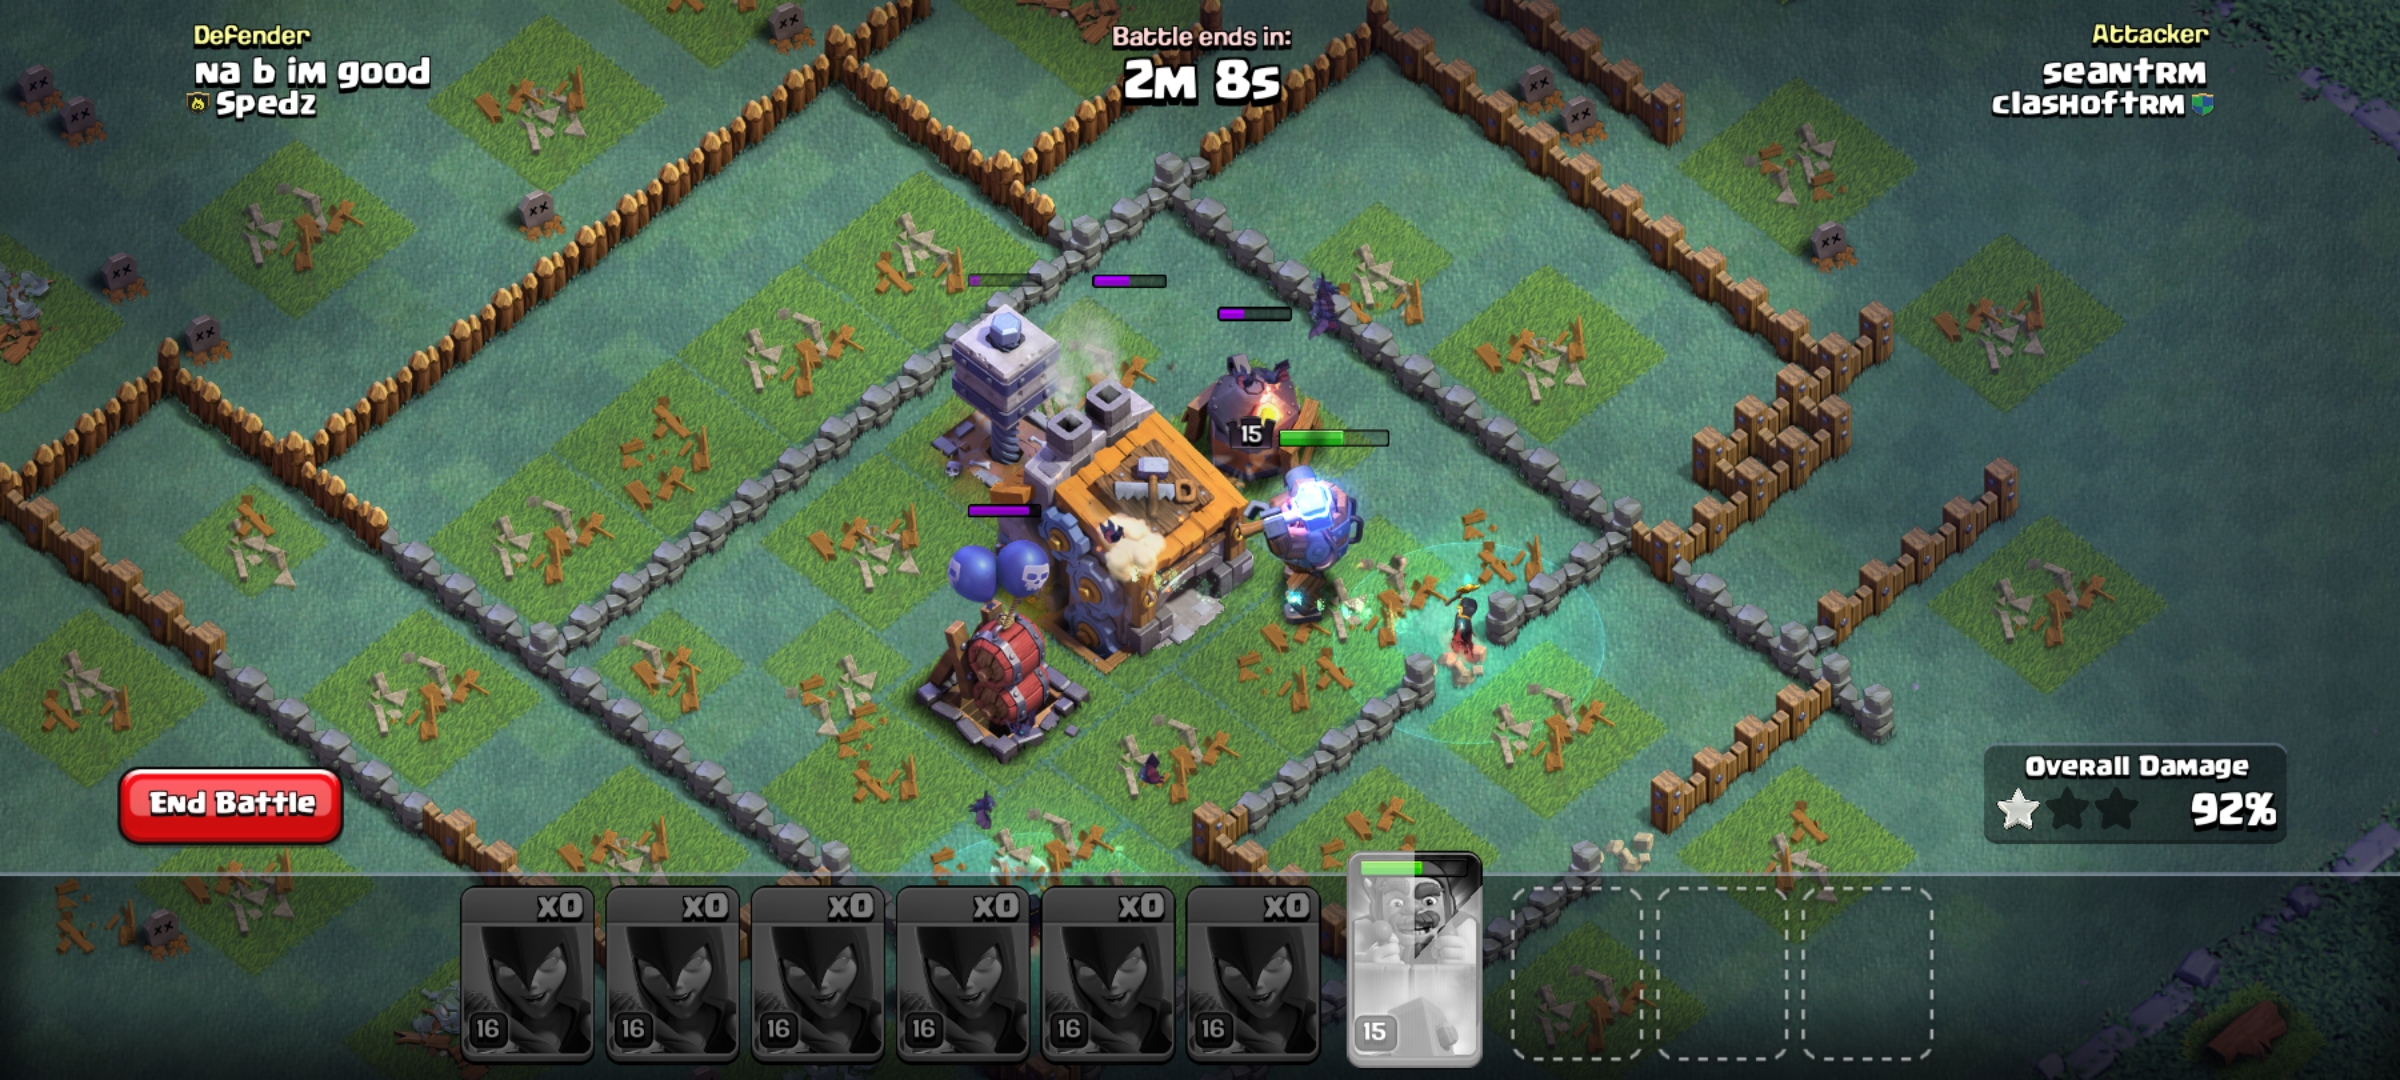 Defender
Na b im good
Spedz
Battle ends in:
2M 8s
Attacker
seantRM
clashoftRM
15
End Battle
Overall Damage
92%
x0
x0
x0
x0
x0
x0
16
16
16
16
16
16
15